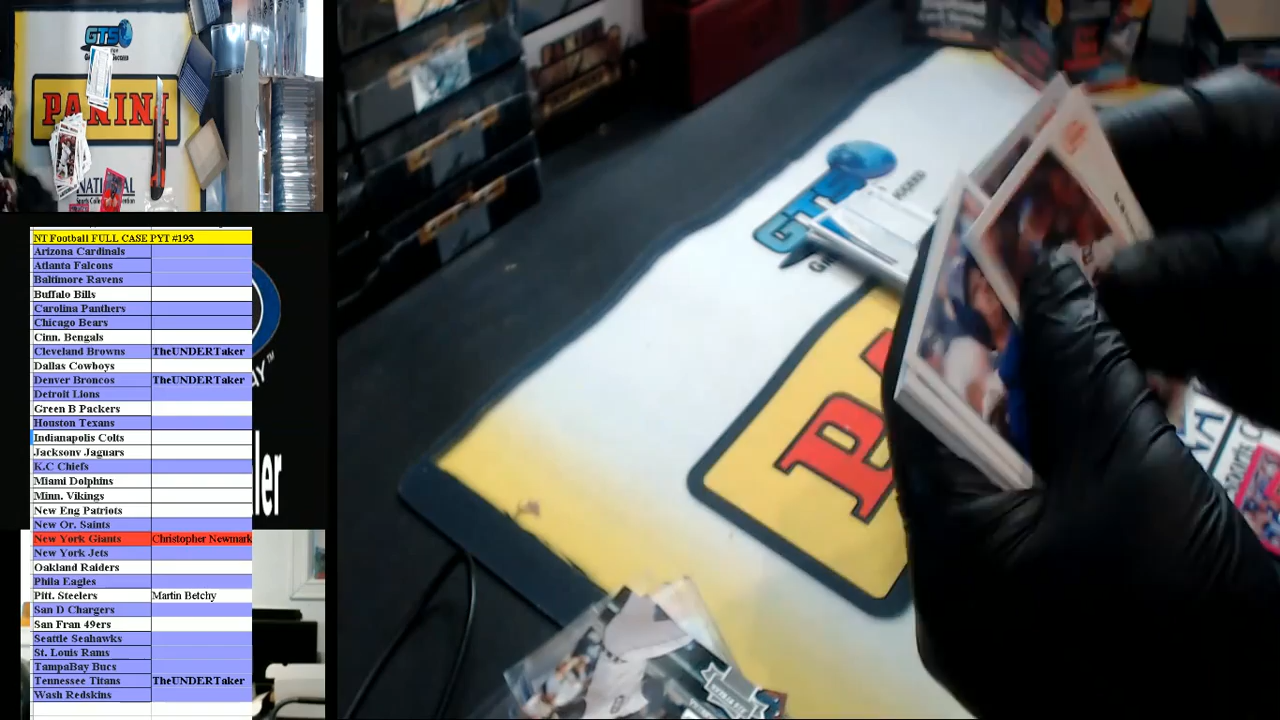 GTS
PANINI
NATIONAL
NT Football FULL CASE PYT #193
Arizona Cardinals
Atlanta Falcons
Baltimore Ravens
Buffalo Bills
Carolina Panthers
Chicago Bears
Cinn. Bengals
Cleveland Browns TheUNDERTaker
Dallas Cowboys
Denver Broncos TheUNDERTaker
Detroit Lions
Green B Packers
Houston Texans
Indianapolis Colts
Jacksonv Jaguars
K.C Chiefs
Miami Dolphins
Minn. Vikings
New Eng Patriots
New Or. Saints
New York Giants Christopher Newmark
New York Jets
Oakland Raiders
Phila Eagles
Pitt. Steelers Martin Betchy
San D Chargers
San Fran 49ers
Seattle Seahawks
St. Louis Rams
TampaBay Bucs
Tennessee Titans TheUNDERTaker
Wash Redskins
ler
GTS
PA